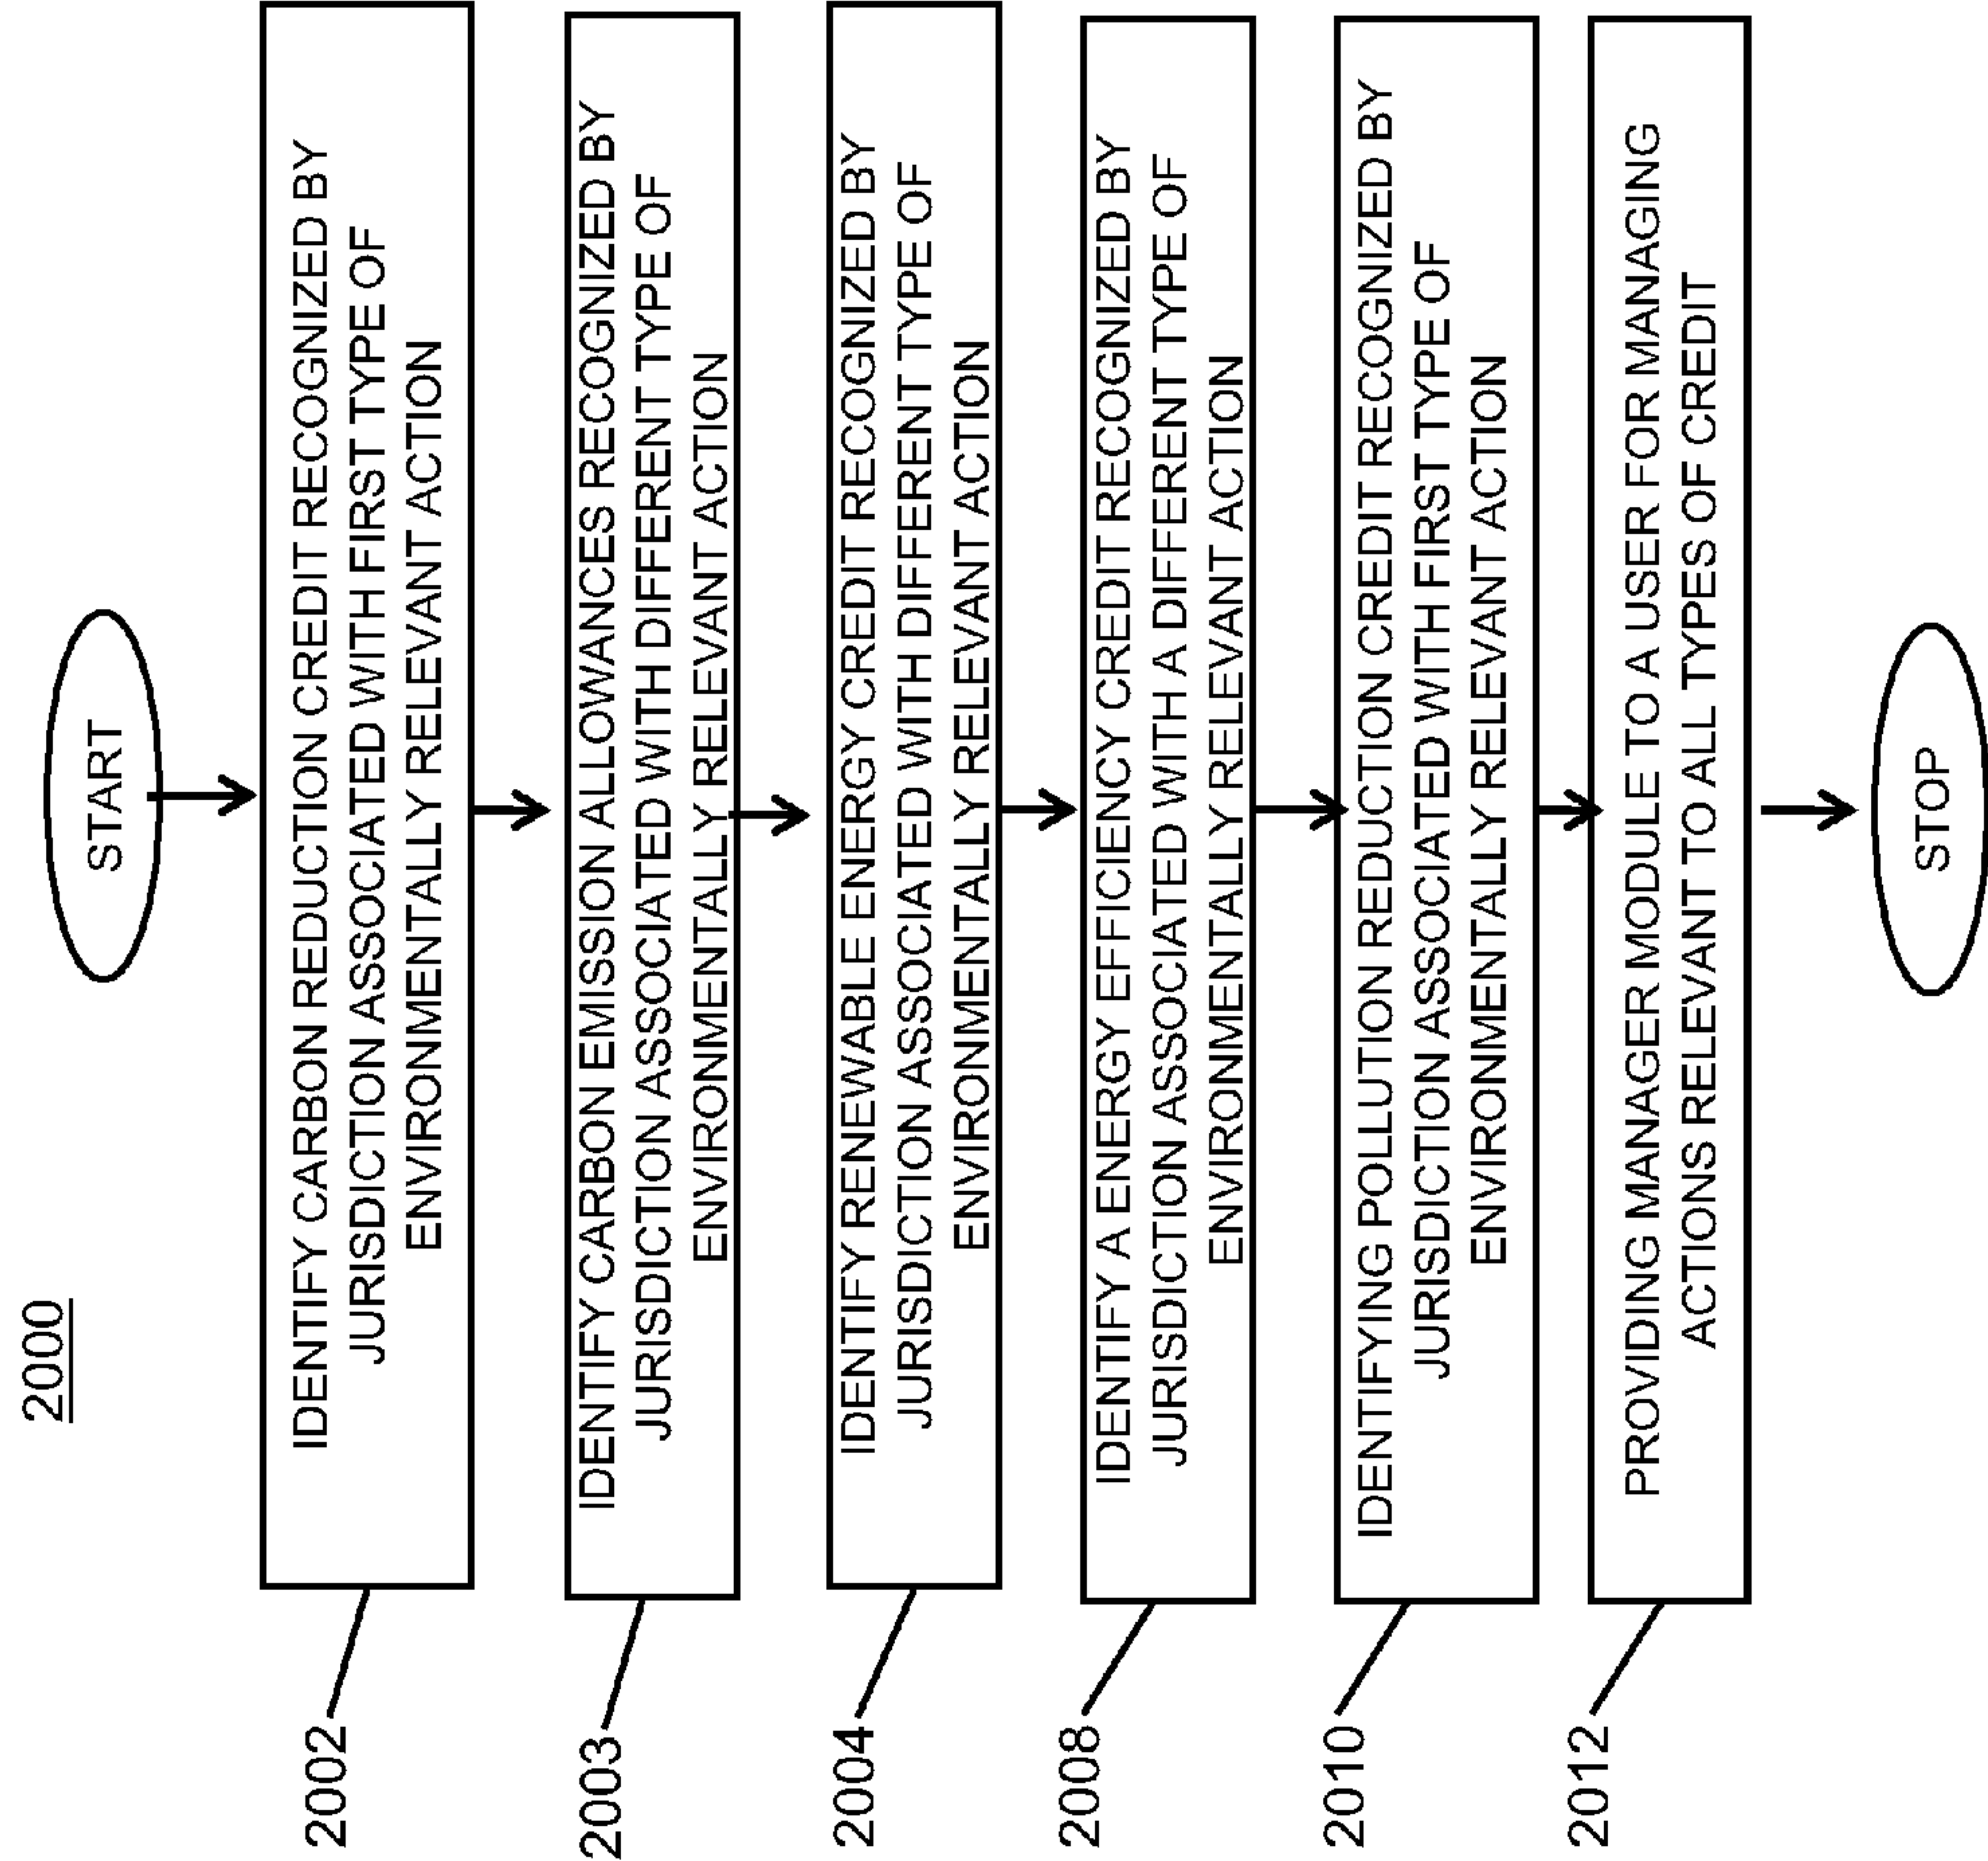 2000
START
2002
IDENTIFY CARBON REDUCTION CREDIT RECOGNIZED BY
JURISDICTION ASSOCIATED WITH FIRST TYPE OF
ENVIRONMENTALLY RELEVANT ACTION
2003
IDENTIFY CARBON EMISSION ALLOWANCES RECOGNIZED BY
JURISDICTION ASSOCIATED WITH DIFFERENT TYPE OF
ENVIRONMENTALLY RELEVANT ACTION
2004
IDENTIFY RENEWABLE ENERGY CREDIT RECOGNIZED BY
JURISDICTION ASSOCIATED WITH DIFFERENT TYPE OF
ENVIRONMENTALLY RELEVANT ACTION
2008
IDENTIFY A ENERGY EFFICIENCY CREDIT RECOGNIZED BY
JURISDICTION ASSOCIATED WITH A DIFFERENT TYPE OF
ENVIRONMENTALLY RELEVANT ACTION
2010
IDENTIFYING POLLUTION REDUCTION CREDIT RECOGNIZED BY
JURISDICTION ASSOCIATED WITH FIRST TYPE OF
ENVIRONMENTALLY RELEVANT ACTION
2012
PROVIDING MANAGER MODULE TO A USER FOR MANAGING
ACTIONS RELEVANT TO ALL TYPES OF CREDIT
STOP